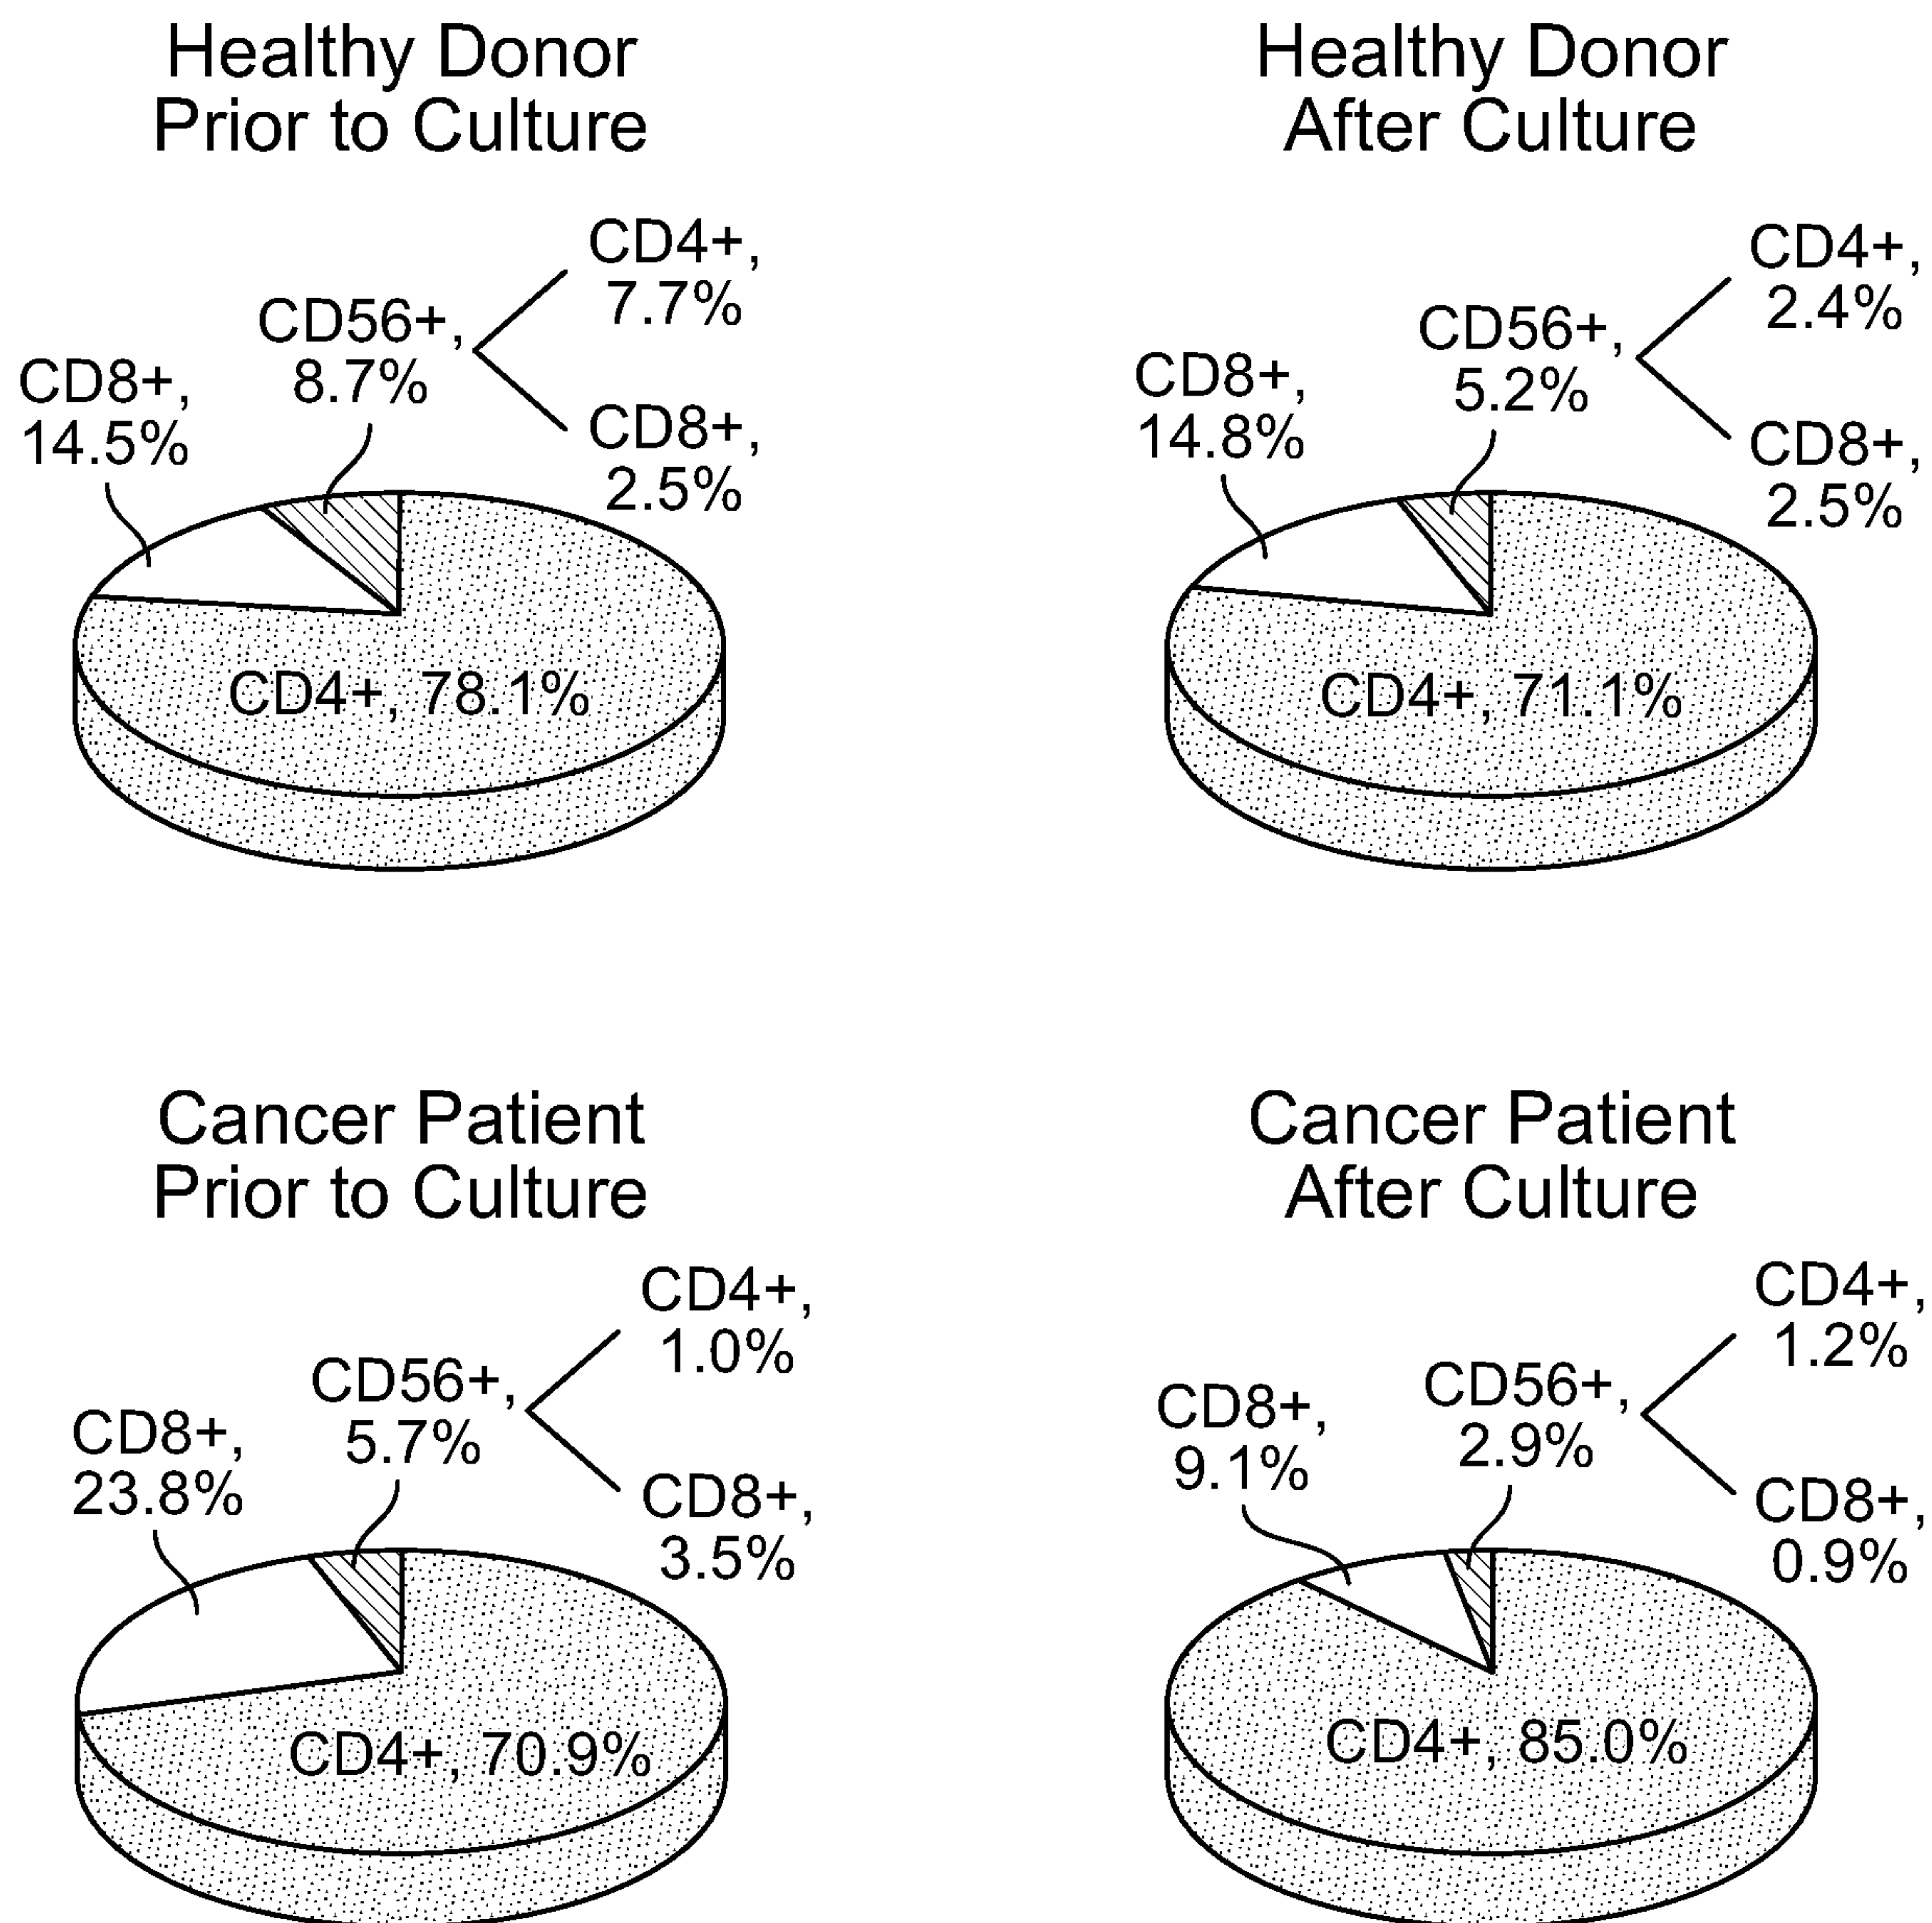 Healthy Donor
Prior to Culture
CD4+,
7.7%
CD56+,
8.7%
CD8+,
14.5%
CD8+,
2.5%
CD4+, 78.1%
Healthy Donor
After Culture
CD4+,
2.4%
CD56+,
5.2%
CD8+,
14.8%
CD8+,
2.5%
CD4+, 71.1%
Cancer Patient
Prior to Culture
CD4+,
1.0%
CD56+,
5.7%
CD8+,
23.8%
CD8+,
3.5%
CD4+, 70.9%
Cancer Patient
After Culture
CD4+,
1.2%
CD56+,
2.9%
CD8+,
9.1%
CD8+,
0.9%
CD4+, 85.0%